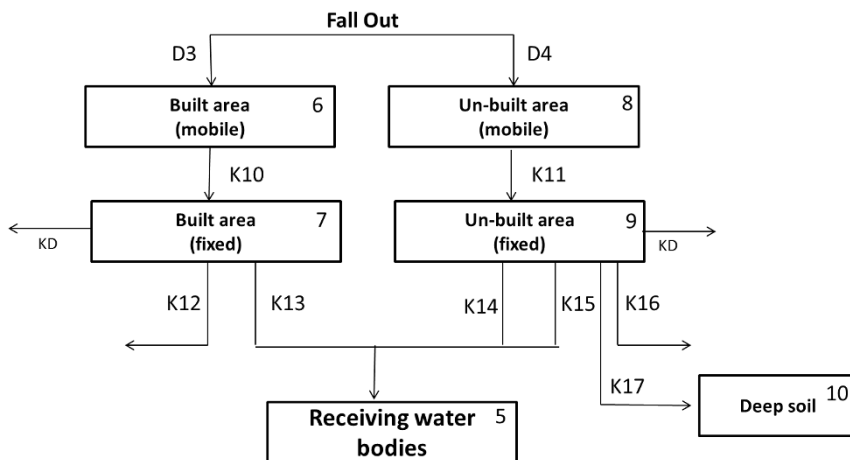 Fall Out
D3
D4
Built area
(mobile)
6
Un-built area
(mobile)
8
K10
K11
Built area
(fixed)
7
Un-built area
(fixed)
9
KD
KD
K12
K13
K14
K15
K16
K17
Receiving water
bodies
5
Deep soil
10